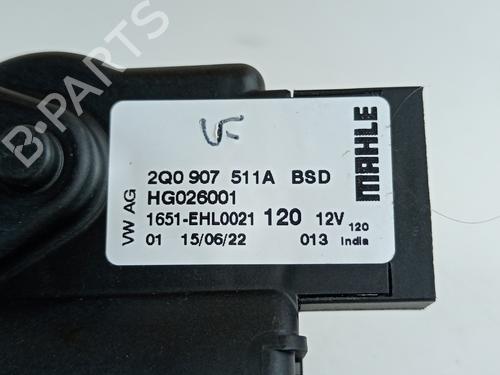 B-PARTS
VW AG
2Q0 907 511A BSD
HG026001
1651-EHL0021 120 12V 120
01 15/06/22 013 India
MAHLE